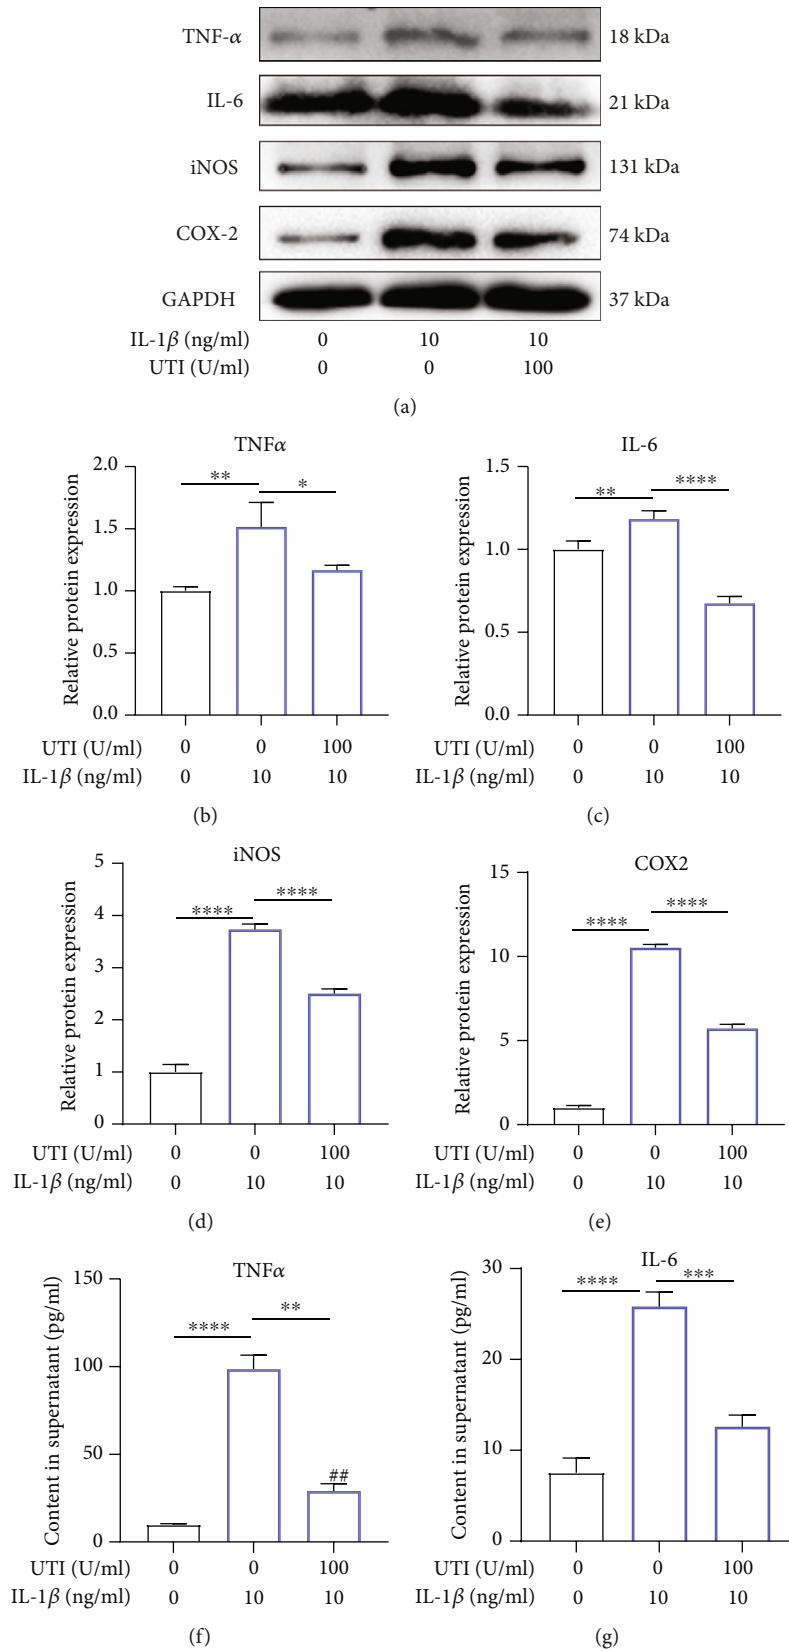 TNF-α 18 kDa
IL-6 21 kDa
iNOS 131 kDa
COX-2 74 kDa
GAPDH 37 kDa
IL-1β (ng/ml) 0 10 10
UTI (U/ml) 0 0 100
(a)
TNFα
Relative protein expression
2.0
1.5
1.0
0.5
0.0
** *
UTI (U/ml) 0 0 100
IL-1β (ng/ml) 0 10 10
(b)
IL-6
Relative protein expression
1.5
1.0
0.5
0.0
** ****
UTI (U/ml) 0 0 100
IL-1β (ng/ml) 0 10 10
(c)
iNOS
Relative protein expression
5
4
3
2
1
0
**** ****
UTI (U/ml) 0 0 100
IL-1β (ng/ml) 0 10 10
(d)
COX2
Relative protein expression
15
10
5
0
**** ****
UTI (U/ml) 0 0 100
IL-1β (ng/ml) 0 10 10
(e)
TNFα
Content in supernatant (pg/ml)
150
100
50
0
**** **
##
UTI (U/ml) 0 0 100
IL-1β (ng/ml) 0 10 10
(f)
IL-6
Content in supernatant (pg/ml)
30
20
10
0
**** ***
UTI (U/ml) 0 0 100
IL-1β (ng/ml) 0 10 10
(g)